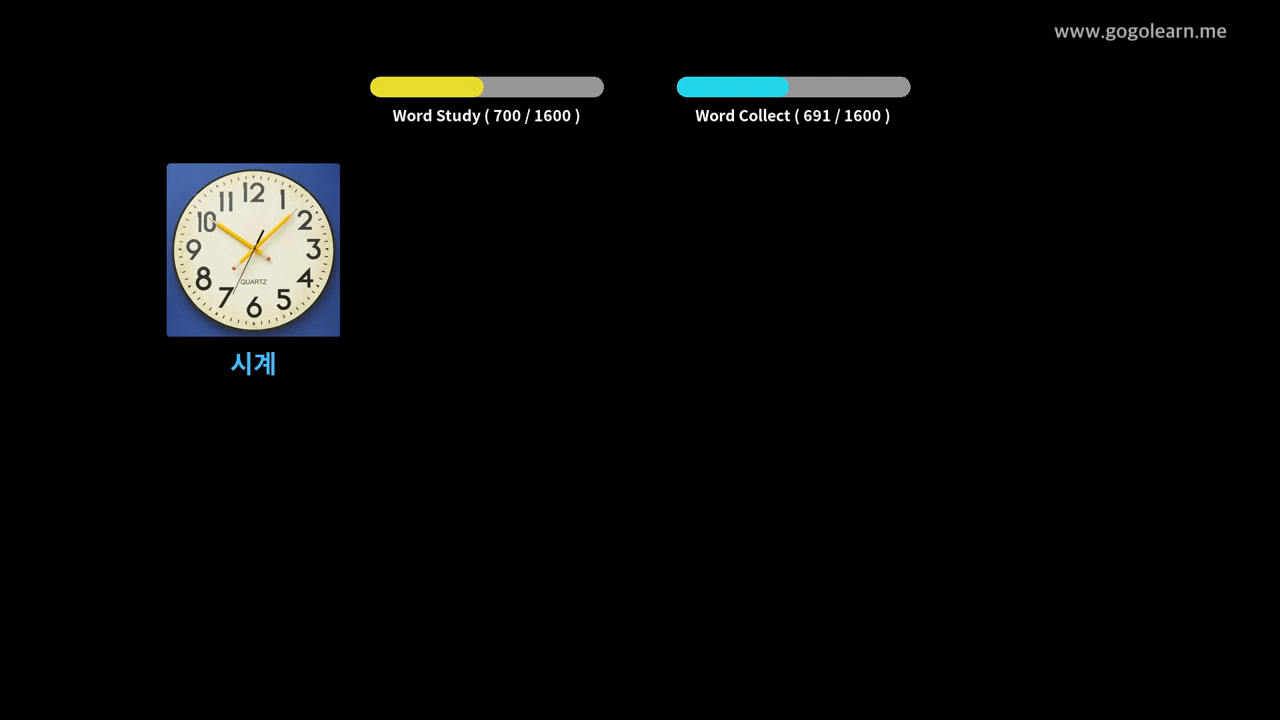 www.gogolearn.me
Word Study ( 700 / 1600 )
Word Collect ( 691 / 1600 )
12
1
2
3
4
5
6
7
8
9
10
11
QUARTZ
시계